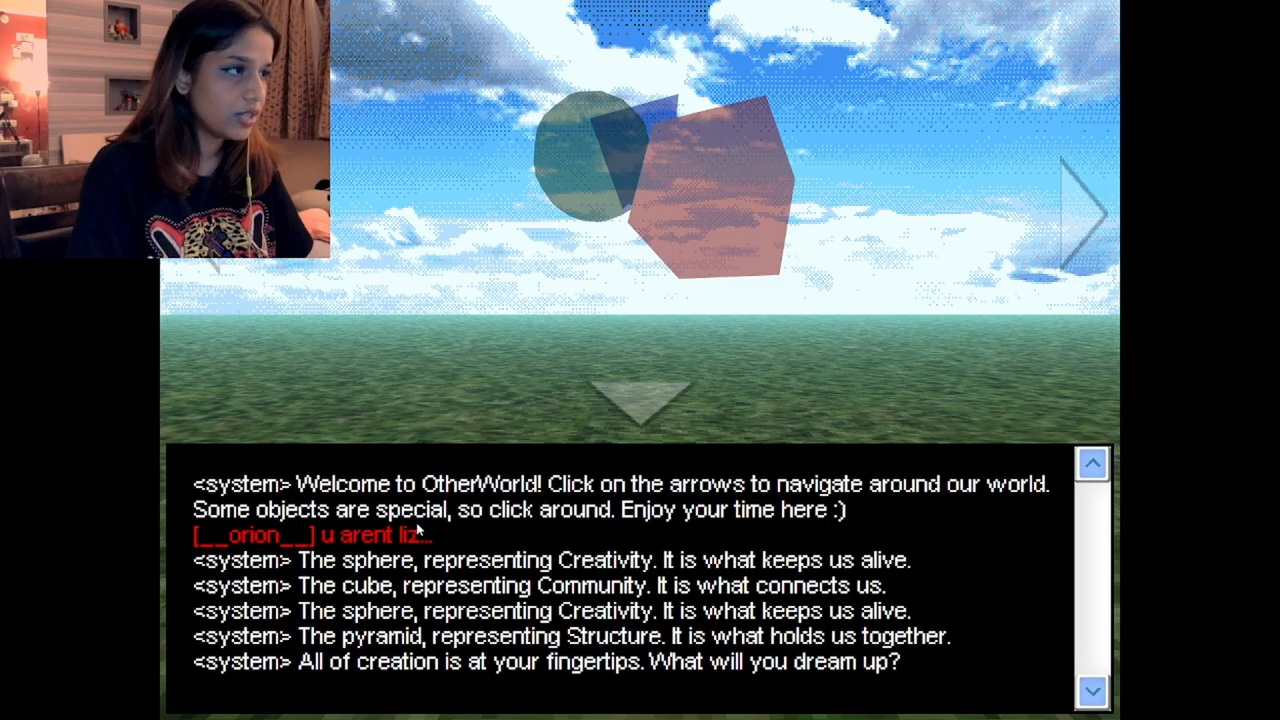 <system> Welcome to OtherWorld! Click on the arrows to navigate around our world.
Some objects are special, so click around. Enjoy your time here :)
[__orion__] u arent liz...
<system> The sphere, representing Creativity. It is what keeps us alive.
<system> The cube, representing Community. It is what connects us.
<system> The sphere, representing Creativity. It is what keeps us alive.
<system> The pyramid, representing Structure. It is what holds us together.
<system> All of creation is at your fingertips. What will you dream up?